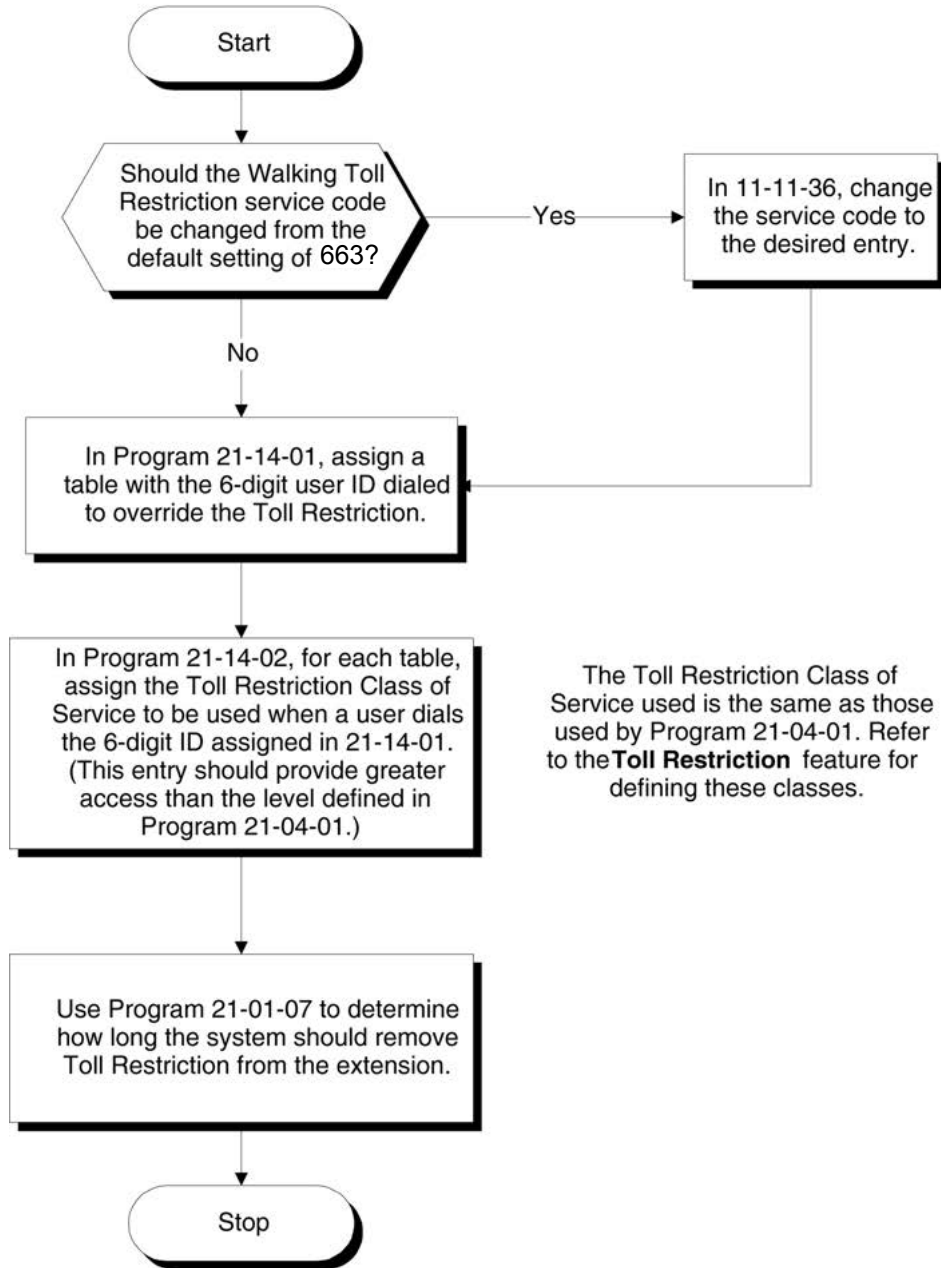 Start
Should the Walking Toll
Restriction service code
be changed from the
default setting of 663?
Yes
In 11-11-36, change
the service code to
the desired entry.
No
In Program 21-14-01, assign a
table with the 6-digit user ID dialed
to override the Toll Restriction.
In Program 21-14-02, for each table,
assign the Toll Restriction Class of
Service to be used when a user dials
the 6-digit ID assigned in 21-14-01.
(This entry should provide greater
access than the level defined in
Program 21-04-01.)
The Toll Restriction Class of
Service used is the same as those
used by Program 21-04-01. Refer
to the Toll Restriction feature for
defining these classes.
Use Program 21-01-07 to determine
how long the system should remove
Toll Restriction from the extension.
Stop